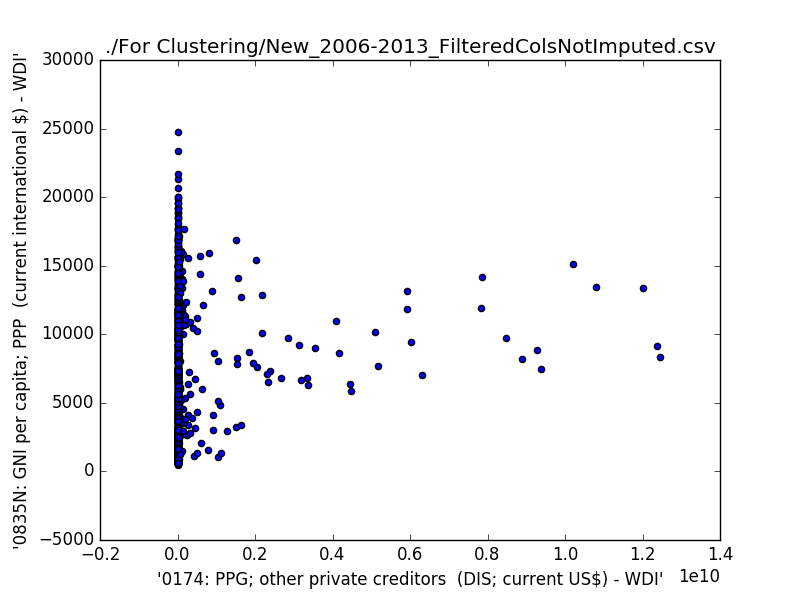 ./For Clustering/New_2006-2013_FilteredColsNotImputed.csv
'0835N: GNI per capita; PPP  (current international $) - WDI'
30000
25000
20000
15000
10000
5000
0
−5000
−0.2 0.0 0.2 0.4 0.6 0.8 1.0 1.2 1.4
1e10
'0174: PPG; other private creditors  (DIS; current US$) - WDI'